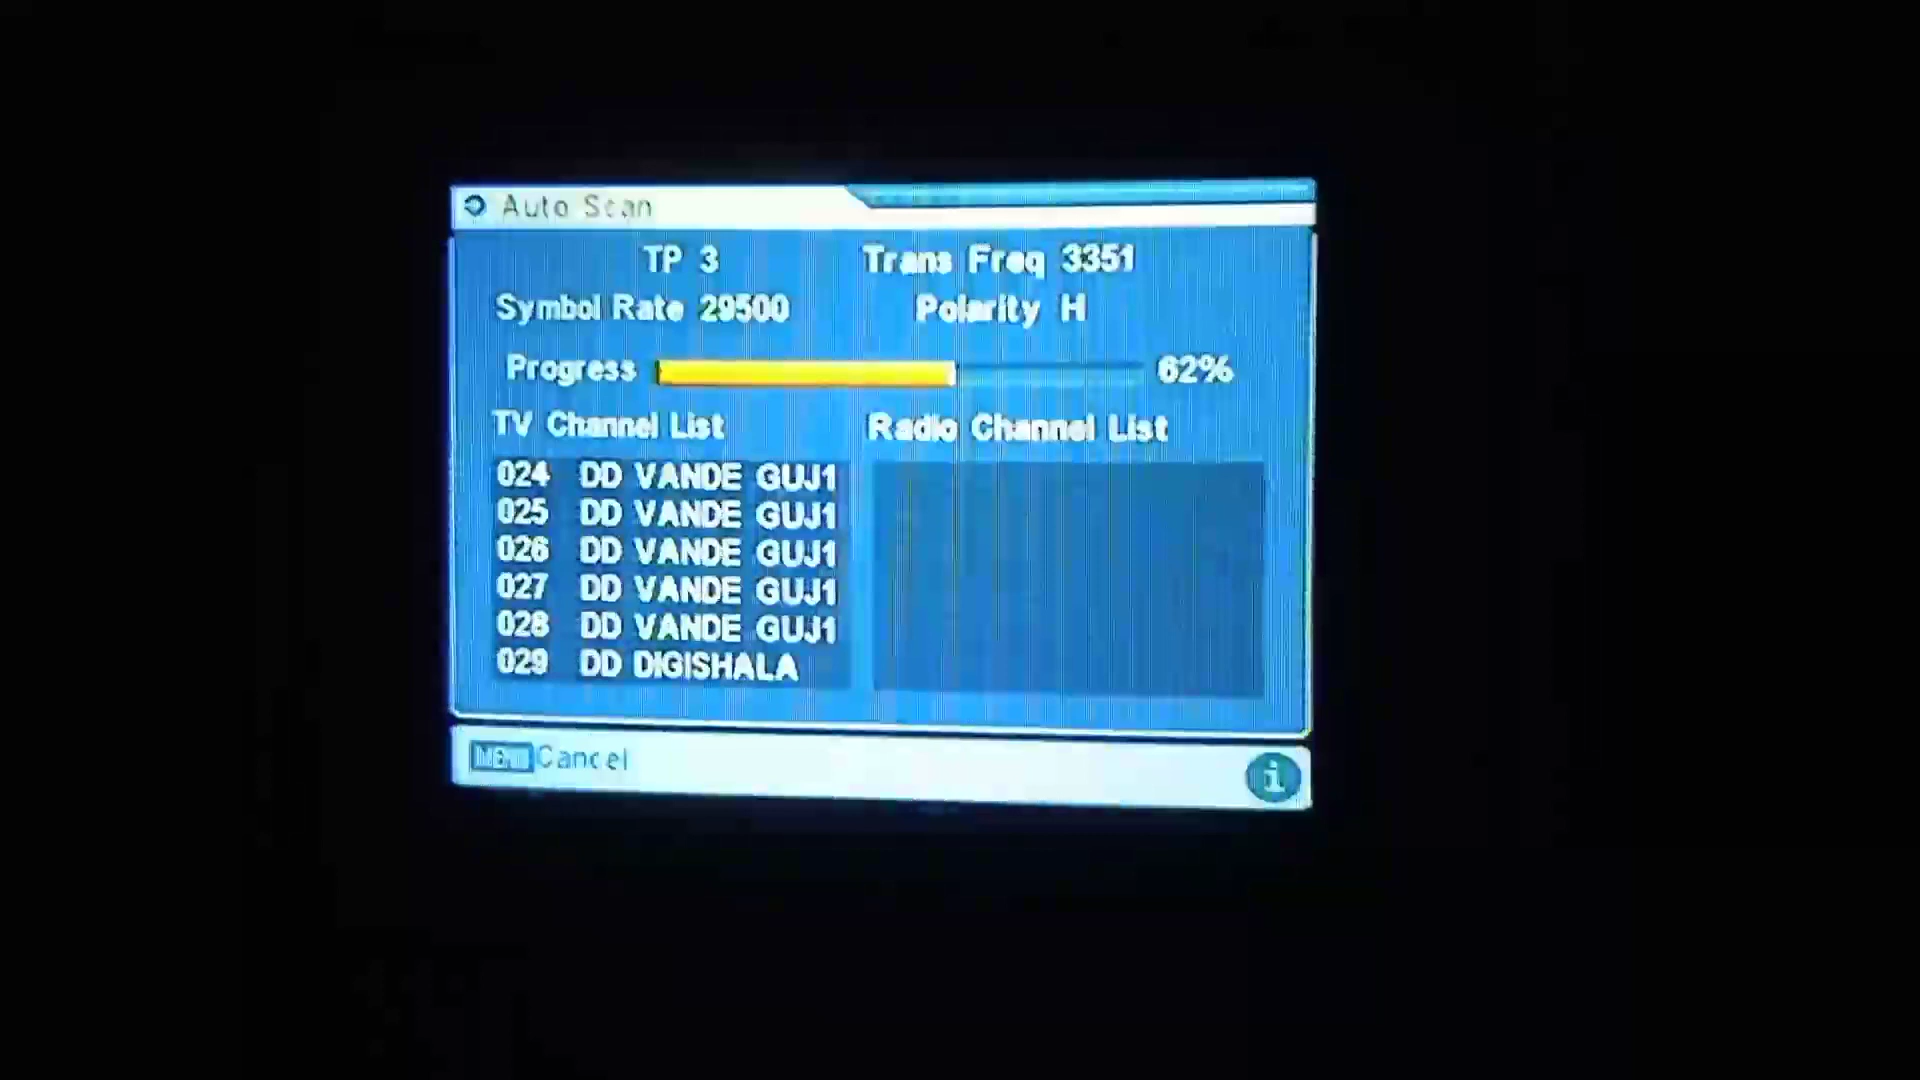 Auto Scan
TP 3 Trans Freq 3351
Symbol Rate 29500 Polarity H
Progress 62%
TV Channel List Radio Channel List
024 DD VANDE GUJ1
025 DD VANDE GUJ1
026 DD VANDE GUJ1
027 DD VANDE GUJ1
028 DD VANDE GUJ1
029 DD DIGISHALA
MENU Cancel i